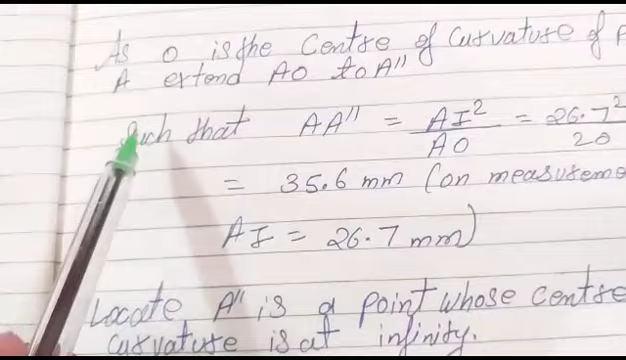 As O is the Centre of Curvature of
A extend AO to A"
Such that AA" = AI²/AO = 26.7²/20
= 35.6 mm (on measureme
AI = 26.7 mm)
Locate A" is a point whose centre
curvature is at infinity.